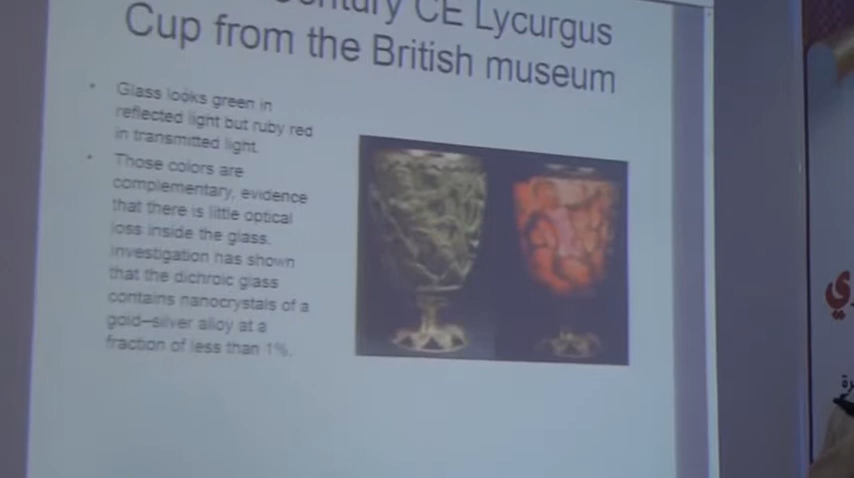 Century CE Lycurgus
Cup from the British museum
• Glass looks green in
reflected light but ruby red
in transmitted light.
• Those colors are
complementary, evidence
that there is little optical
loss inside the glass.
Investigation has shown
that the dichroic glass
contains nanocrystals of a
gold–silver alloy at a
fraction of less than 1%.